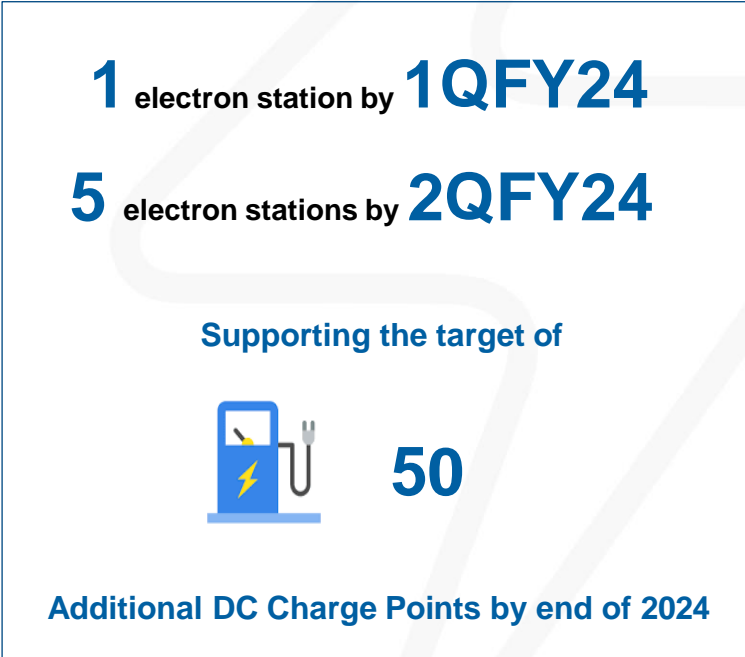 1 electron station by 1QFY24
5 electron stations by 2QFY24
Supporting the target of
50
Additional DC Charge Points by end of 2024